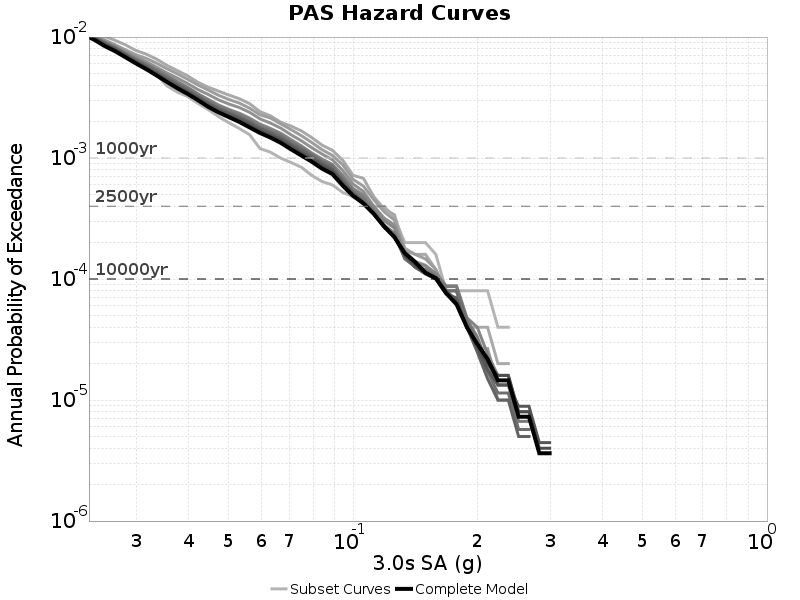 PAS Hazard Curves
Annual Probability of Exceedance
10-2
10-3
10-4
10-5
10-6
1000yr
2500yr
10000yr
3 4 5 6 7 10-1 2 3 4 5 6 7 100
3.0s SA (g)
Subset Curves Complete Model